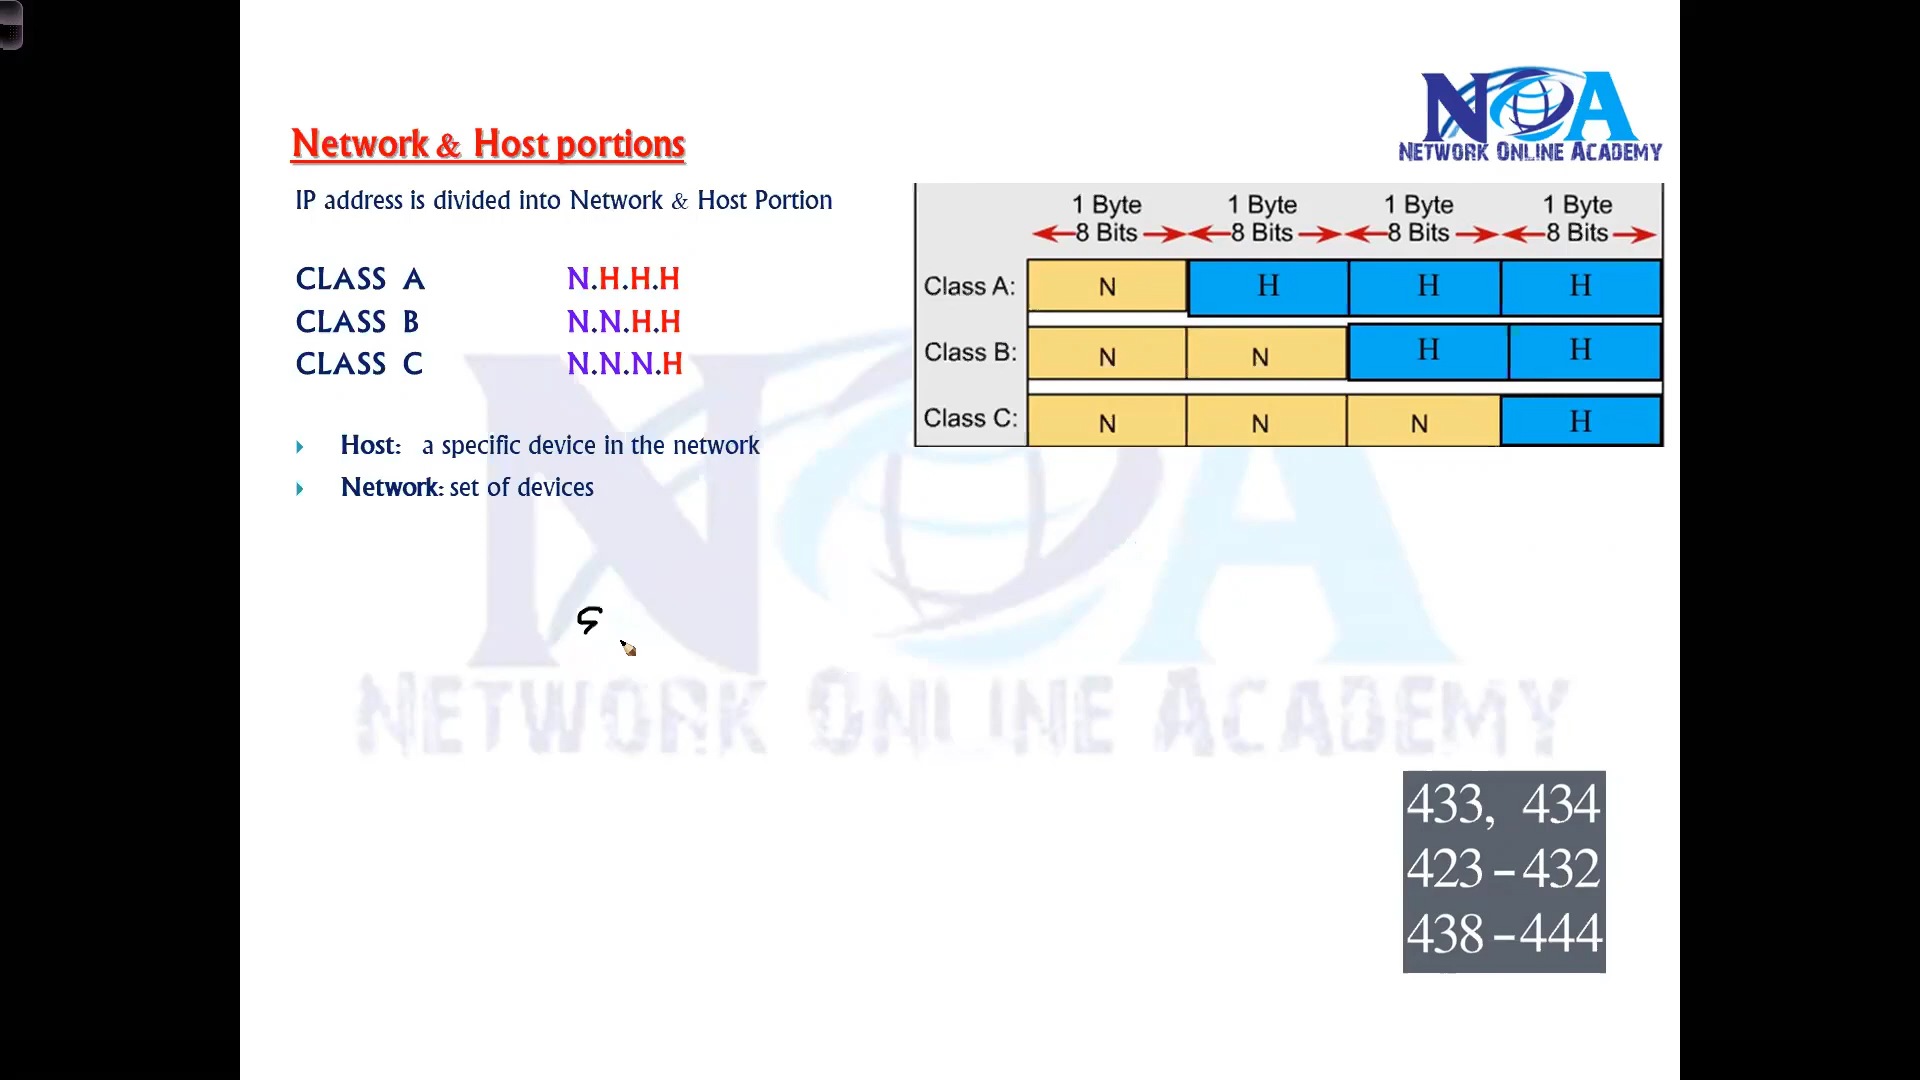 NOA
NETWORK ONLINE ACADEMY
Network & Host portions
IP address is divided into Network & Host Portion
CLASS A N.H.H.H
CLASS B N.N.H.H
CLASS C N.N.N.H
Host: a specific device in the network
Network: set of devices
1 Byte 1 Byte 1 Byte 1 Byte
8 Bits 8 Bits 8 Bits 8 Bits
Class A: N H H H
Class B: N N H H
Class C: N N N H
NOA
NETWORK ONLINE ACADEMY
433, 434
423-432
438-444